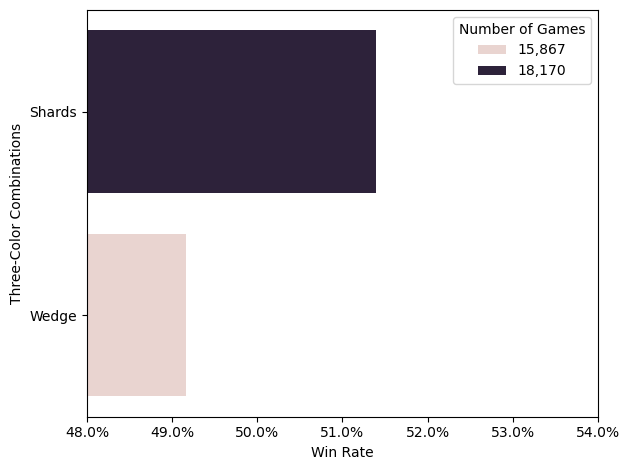 Number of Games
15,867
18,170
Three-Color Combinations
Shards
Wedge
48.0% 49.0% 50.0% 51.0% 52.0% 53.0% 54.0%
Win Rate